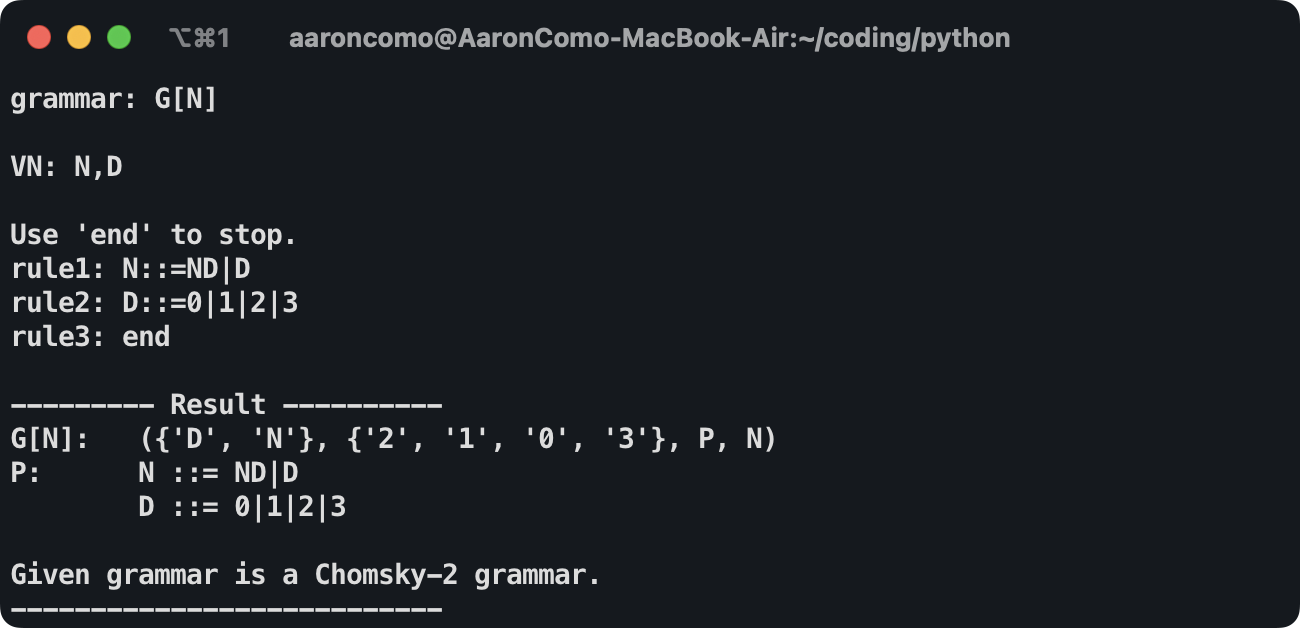 ⌥⌘1 aaroncomo@AaronComo-MacBook-Air:~/coding/python
grammar: G[N]
VN: N,D
Use 'end' to stop.
rule1: N::=ND|D
rule2: D::=0|1|2|3
rule3: end
--------- Result ----------
G[N]: ({'D', 'N'}, {'2', '1', '0', '3'}, P, N)
P: N ::= ND|D
D ::= 0|1|2|3
Given grammar is a Chomsky-2 grammar.
---------------------------